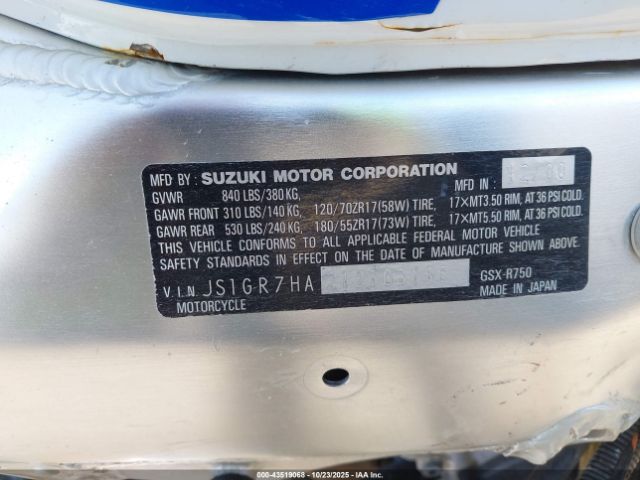 MFD BY: SUZUKI MOTOR CORPORATION MFD IN:
GVWR 840 LBS/380 KG,
GAWR FRONT 310 LBS/140 KG, 120/70ZR17(58W) TIRE, 17×MT3.50 RIM, AT 36 PSI COLD.
GAWR REAR 530 LBS/240 KG, 180/55ZR17(73W) TIRE, 17×MT5.50 RIM, AT 36 PSI COLD.
THIS VEHICLE CONFORMS TO ALL APPLICABLE FEDERAL MOTOR VEHICLE
SAFETY STANDARDS IN EFFECT ON THE DATE OF MANUFACTURE SHOWN ABOVE.
V.I.N. JS1GR7HA GSX-R750
MOTORCYCLE MADE IN JAPAN
000-43519068 - 10/23/2025 - IAA Inc.